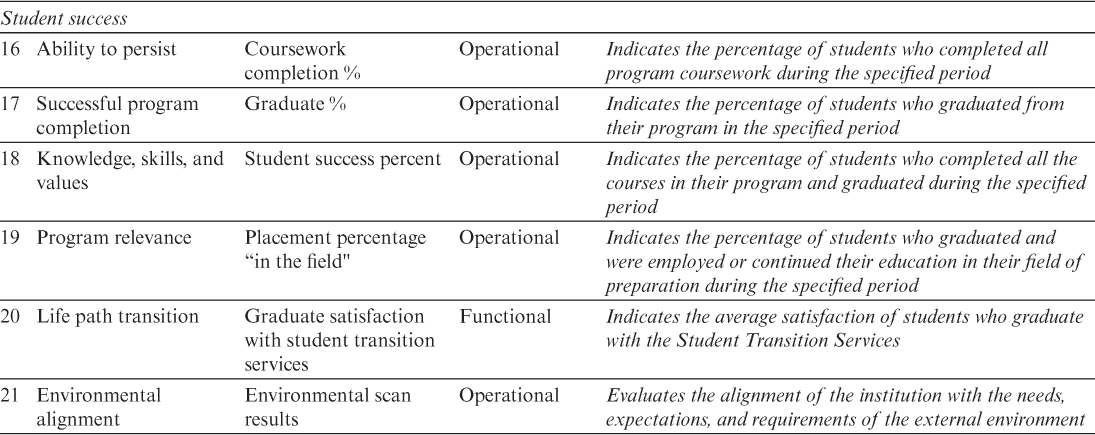 Student success
16 Ability to persist Coursework Operational Indicates the percentage of students who completed all
completion % program coursework during the specified period
17 Successful program Graduate % Operational Indicates the percentage of students who graduated from
completion their program in the specified period
18 Knowledge, skills, and Student success percent Operational Indicates the percentage of students who completed all the
values courses in their program and graduated during the specified
period
19 Program relevance Placement percentage Operational Indicates the percentage of students who graduated and
“in the field" were employed or continued their education in their field of
preparation during the specified period
20 Life path transition Graduate satisfaction Functional Indicates the average satisfaction of students who graduate
with student transition with the Student Transition Services
services
21 Environmental Environmental scan Operational Evaluates the alignment of the institution with the needs,
alignment results expectations, and requirements of the external environment